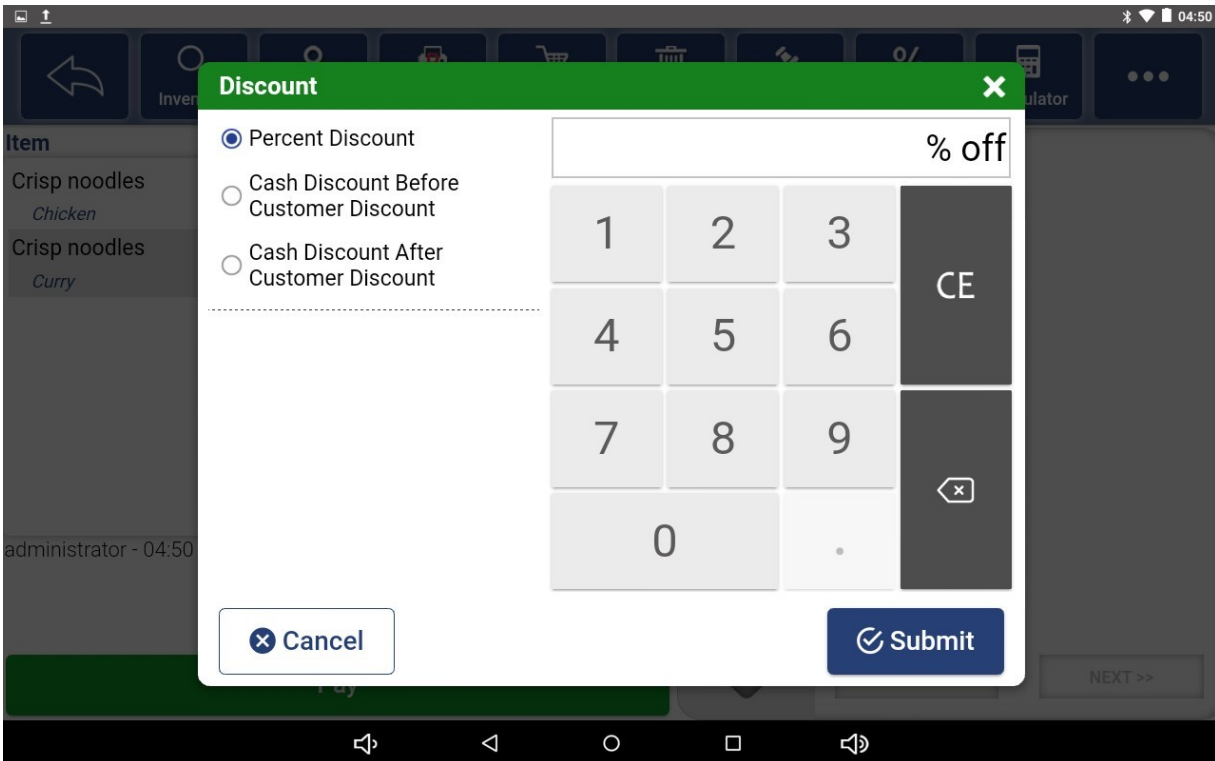 04:50
Inven
ulator
Discount
Item
Crisp noodles
Chicken
Crisp noodles
Curry
administrator - 04:50
Percent Discount
Cash Discount Before
Customer Discount
Cash Discount After
Customer Discount
% off
1 2 3
CE
4 5 6
7 8 9
0 .
Cancel
Submit
Pay
NEXT >>